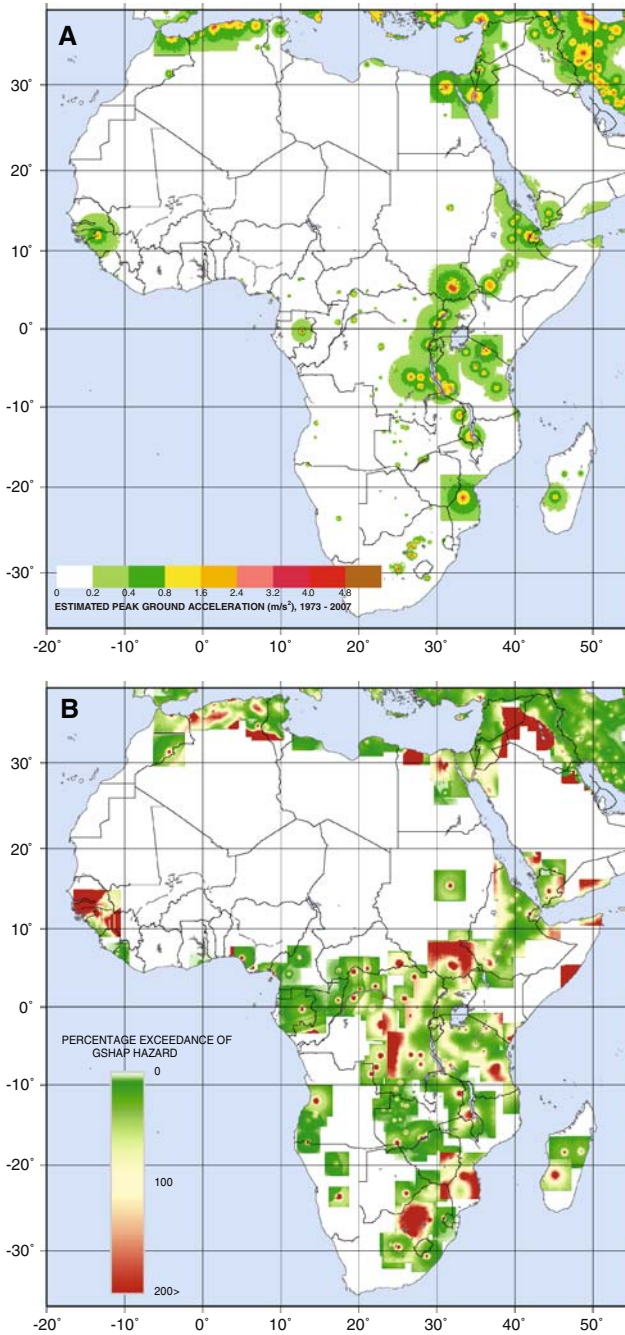 A
30˚
20˚
10˚
0˚
-10˚
-20˚
-30˚
0 0.2 0.4 0.8 1.6 2.4 3.2 4.0 4.8
ESTIMATED PEAK GROUND ACCELERATION (m/s²), 1973 - 2007
-20˚ -10˚ 0˚ 10˚ 20˚ 30˚ 40˚ 50˚
B
30˚
20˚
10˚
0˚
PERCENTAGE EXCEEDANCE OF
GSHAP HAZARD
0
-10˚
-20˚
100
-30˚
200>
-20˚ -10˚ 0˚ 10˚ 20˚ 30˚ 40˚ 50˚